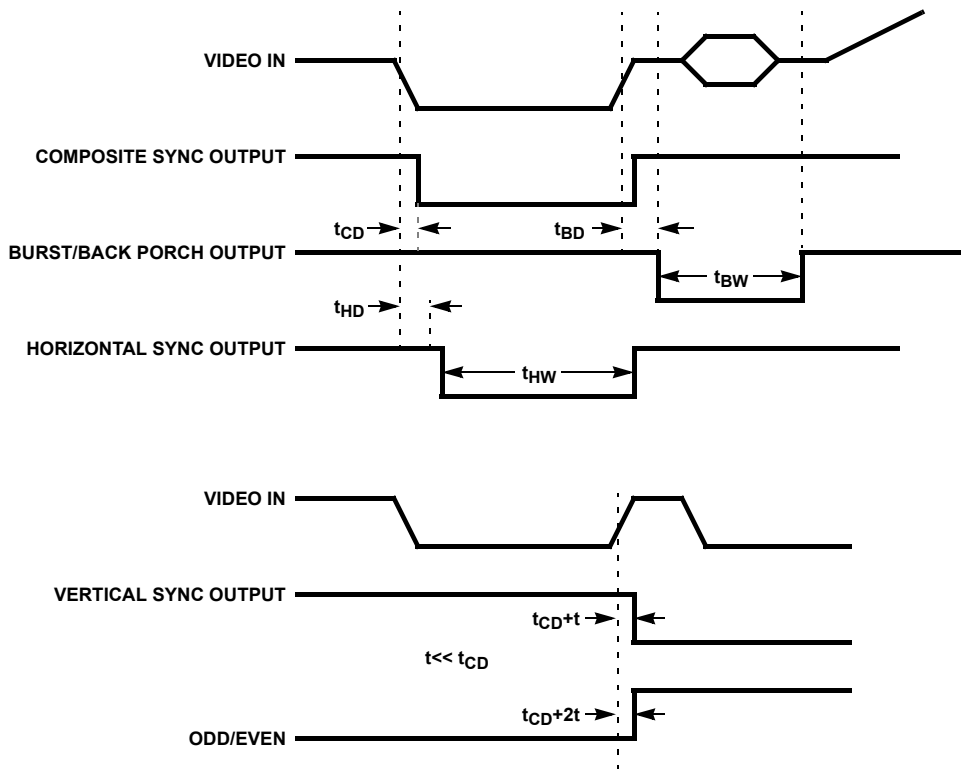 VIDEO IN
COMPOSITE SYNC OUTPUT
tCD
tBD
BURST/BACK PORCH OUTPUT
tBW
tHD
HORIZONTAL SYNC OUTPUT
tHW
VIDEO IN
VERTICAL SYNC OUTPUT
tCD+t
t<< tCD
tCD+2t
ODD/EVEN